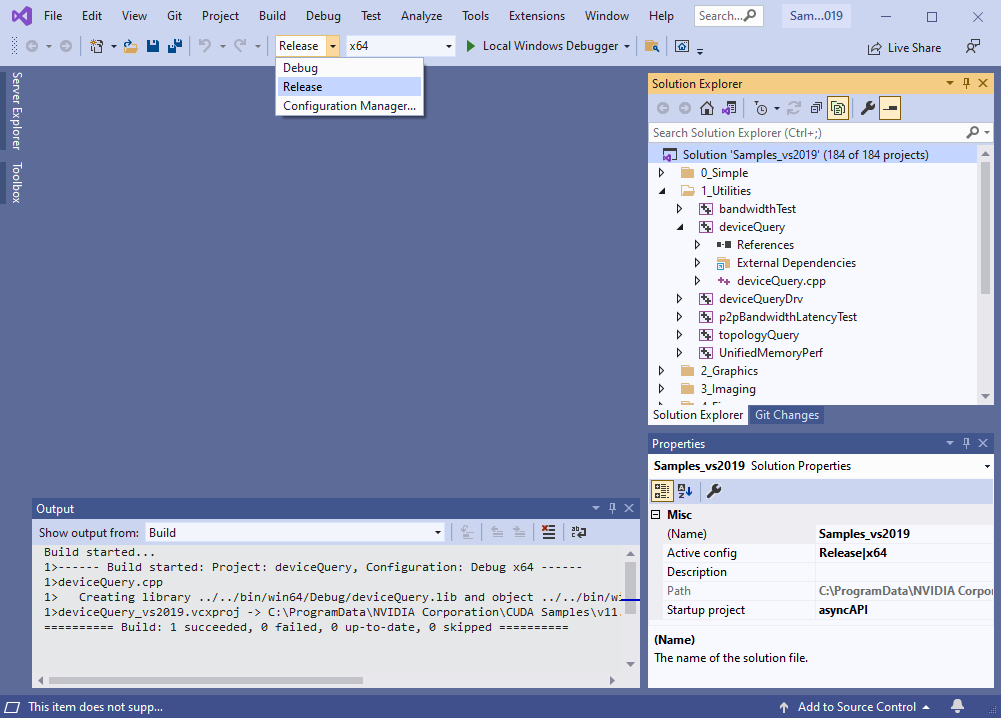 File Edit View Git Project Build Debug Test Analyze Tools Extensions Window Help Search... Sam...019
Release x64 Local Windows Debugger Live Share
Debug
Release
Configuration Manager...
Server Explorer
Toolbox
Solution Explorer
Search Solution Explorer (Ctrl+;)
Solution 'Samples_vs2019' (184 of 184 projects)
0_Simple
1_Utilities
bandwidthTest
deviceQuery
References
External Dependencies
deviceQuery.cpp
deviceQueryDrv
p2pBandwidthLatencyTest
topologyQuery
UnifiedMemoryPerf
2_Graphics
3_Imaging
Solution Explorer Git Changes
Properties
Samples_vs2019 Solution Properties
Misc
(Name) Samples_vs2019
Active config Release|x64
Description
Path C:\ProgramData\NVIDIA Corpor
Startup project asyncAPI
(Name)
The name of the solution file.
Output
Show output from: Build
Build started...
1>------ Build started: Project: deviceQuery, Configuration: Debug x64 ------
1>deviceQuery.cpp
1> Creating library ../../bin/win64/Debug/deviceQuery.lib and object ../../bin/wi
1>deviceQuery_vs2019.vcxproj -> C:\ProgramData\NVIDIA Corporation\CUDA Samples\v11.
========== Build: 1 succeeded, 0 failed, 0 up-to-date, 0 skipped ==========
This item does not supp... Add to Source Control